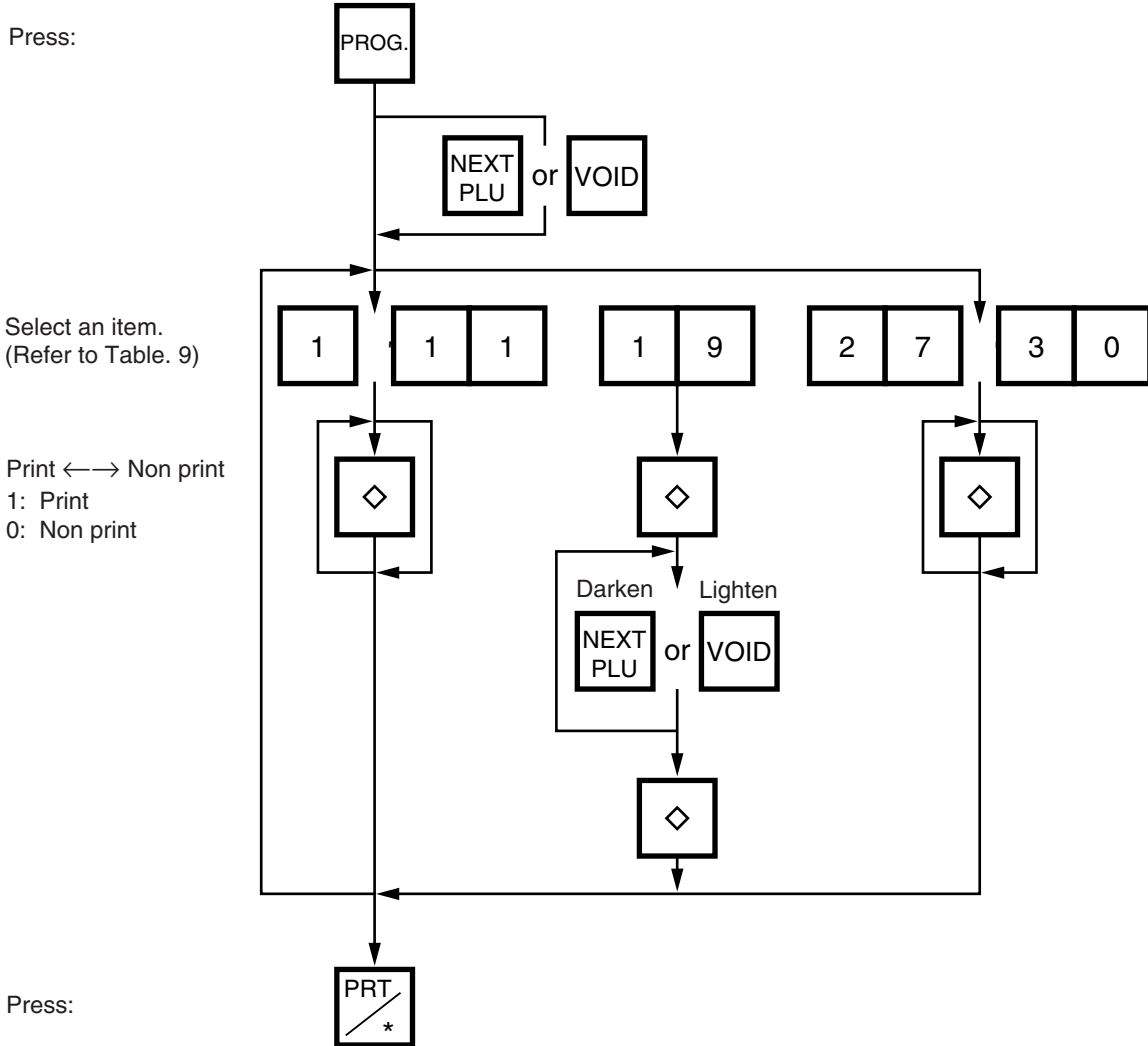 Press:
PROG.
NEXT
PLU
or
VOID
Select an item.
(Refer to Table. 9)
1 1 1 1 9 2 7 3 0
Print ←→ Non print
1: Print
0: Non print
◇ ◇ ◇
Darken Lighten
NEXT
PLU
or
VOID
◇
Press:
PRT
*